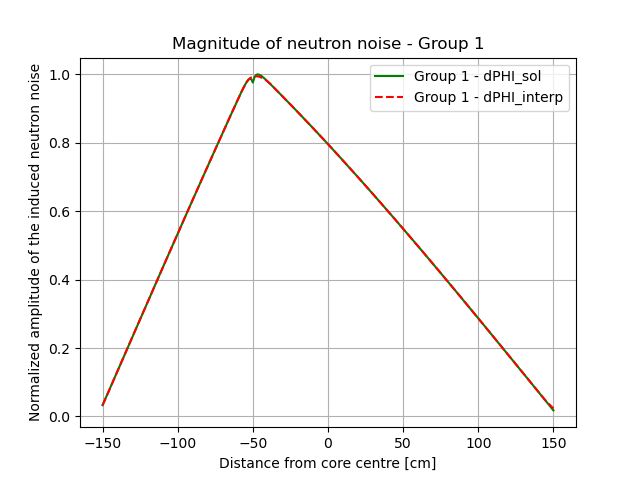 Magnitude of neutron noise - Group 1
Normalized amplitude of the induced neutron noise
1.0
0.8
0.6
0.4
0.2
0.0
Group 1 - dPHI_sol
Group 1 - dPHI_interp
−150
−100
−50
0
50
100
150
Distance from core centre [cm]